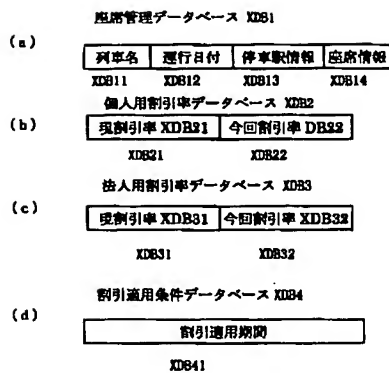 座席管理データベース XDB1
(a)
列車名 運行日付 停車駅情報 座席情報
XDB11 XDB12 XDB13 XDB14
個人用割引率データベース XDB2
(b)
現割引率 XDB21 今回割引率 DB22
XDB21 XDB22
法人用割引率データベース XDB3
(c)
現割引率 XDB31 今回割引率 XDB32
XDB31 XDB32
割引適用条件データベース XDB4
(d)
割引適用期間
XDB41